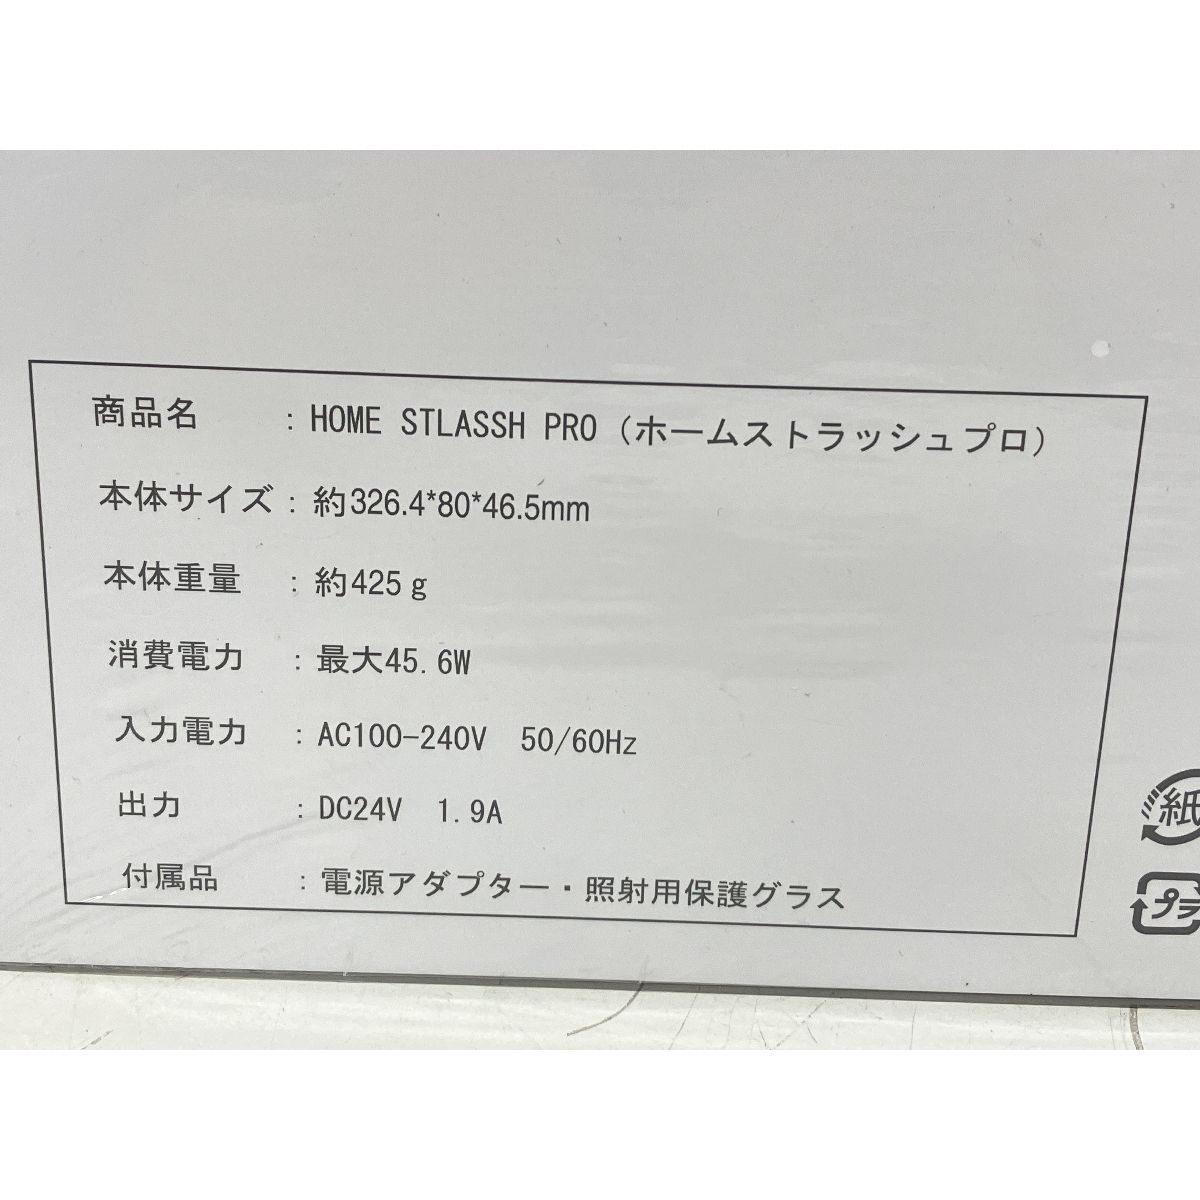 商品名 : HOME STLASSH PRO（ホームストラッシュプロ）
本体サイズ : 約326.4*80*46.5mm
本体重量 : 約425g
消費電力 : 最大45.6W
入力電力 : AC100-240V 50/60Hz
出力 : DC24V 1.9A
付属品 : 電源アダプター・照射用保護グラス
紙
プラ